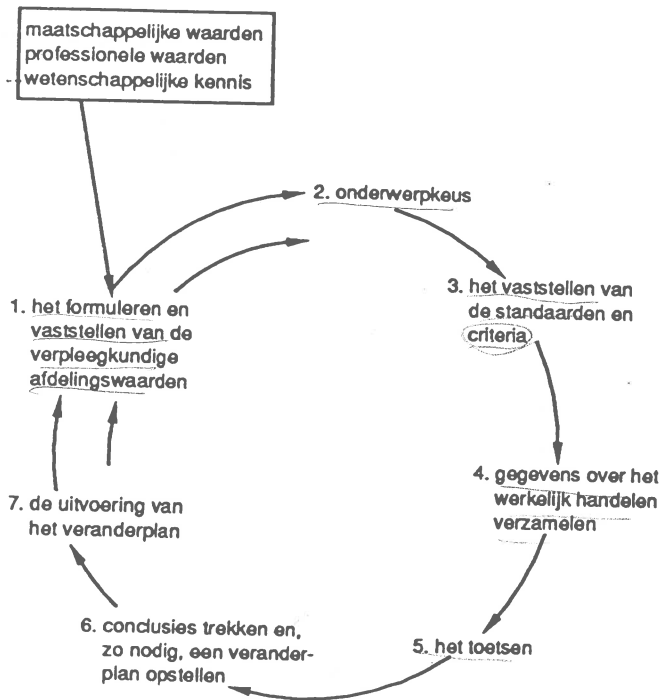 maatschappelijke waarden
professionele waarden
wetenschappelijke kennis
1. het formuleren en
vaststellen van de
verpleegkundige
afdelingswaarden
2. onderwerpkeus
3. het vaststellen van
de standaarden en
criteria
4. gegevens over het
werkelijk handelen
verzamelen
5. het toetsen
6. conclusies trekken en,
zo nodig, een verander-
plan opstellen
7. de uitvoering van
het veranderplan